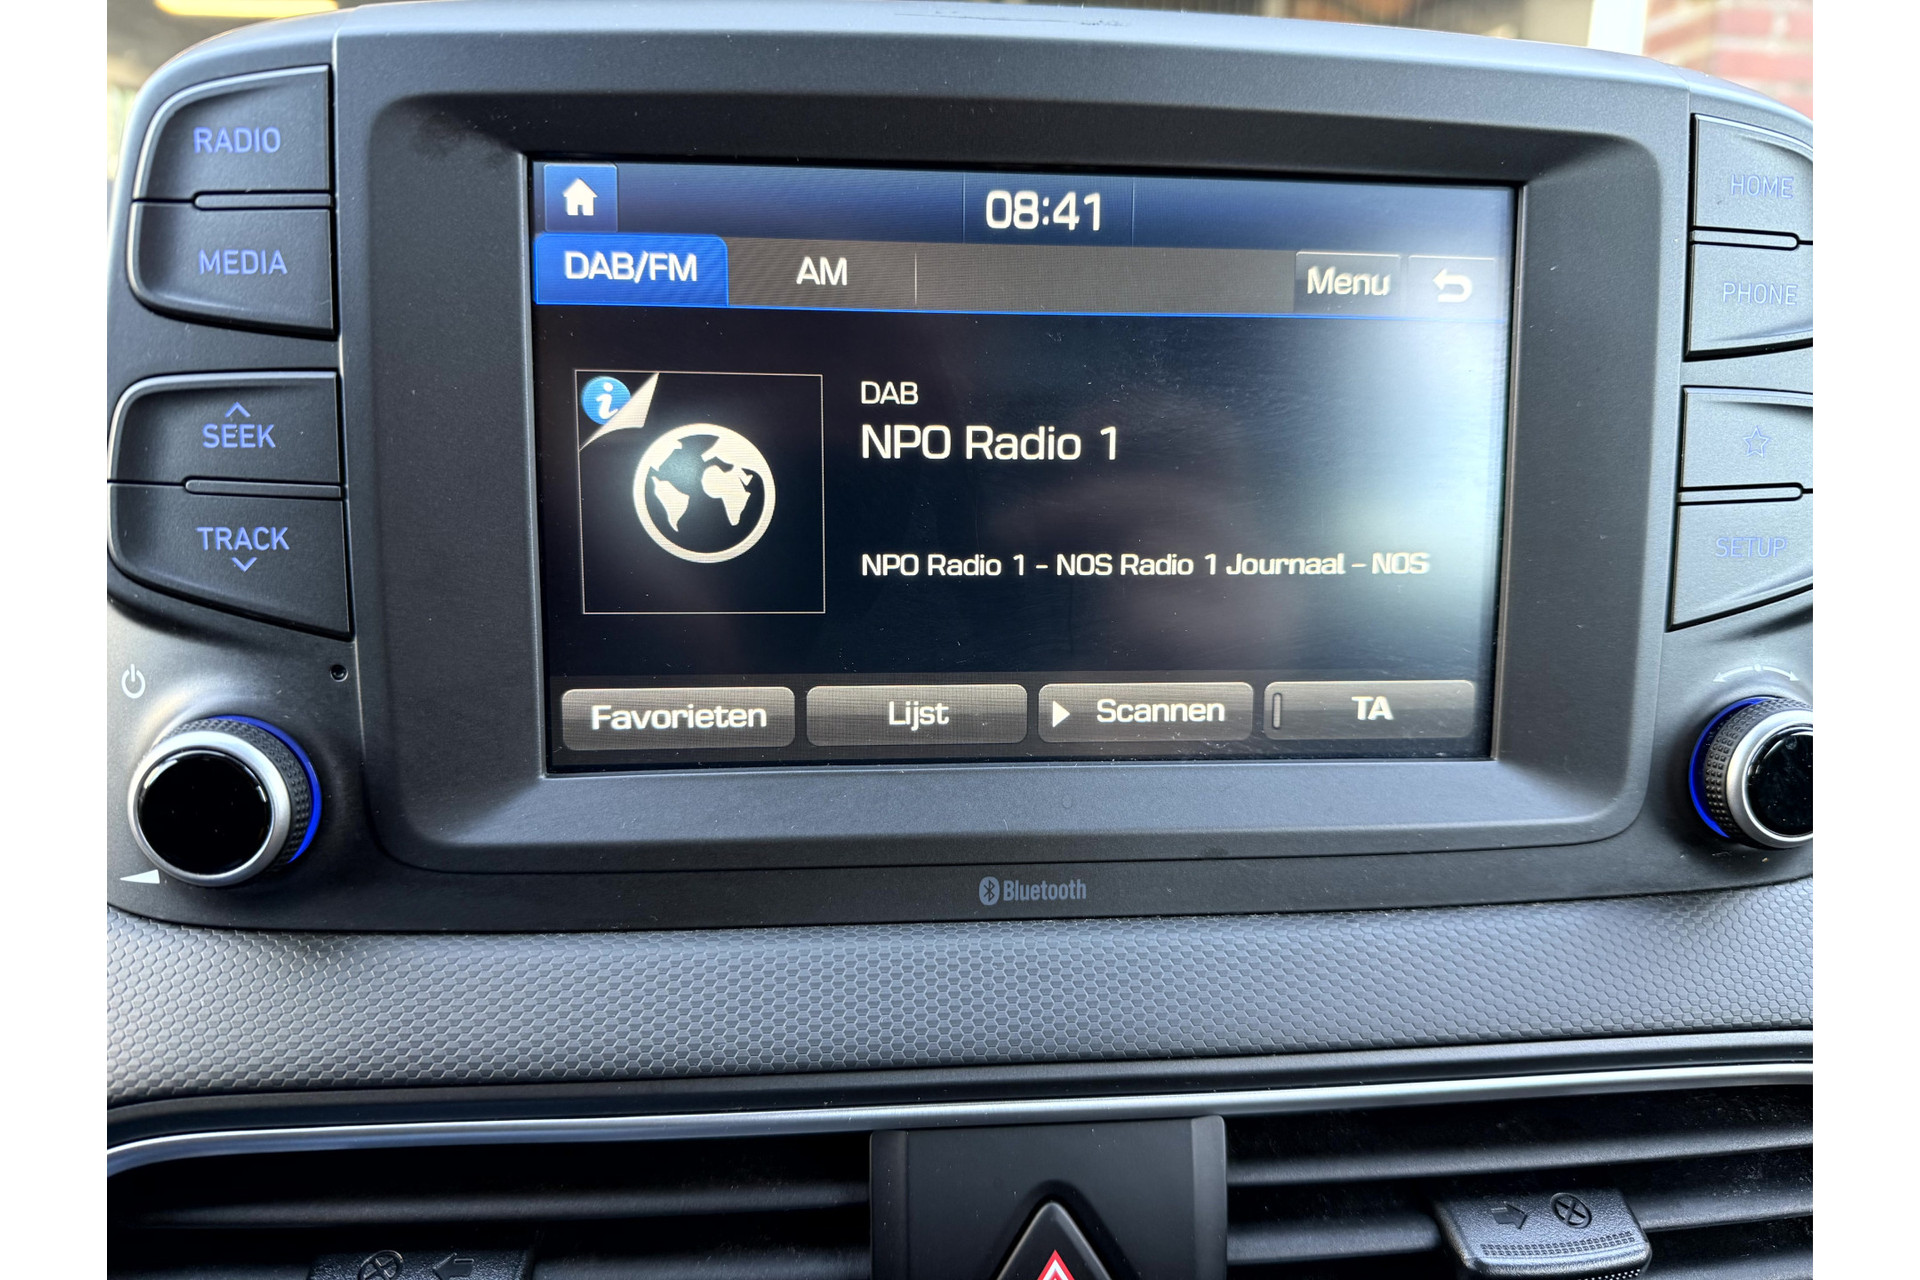 RADIO
MEDIA
SEEK
TRACK
08:41
DAB/FM
AM
Menu
DAB
NPO Radio 1
NPO Radio 1 - NOS Radio 1 Journaal - NOS
Favorieten
Lijst
Scannen
TA
HOME
PHONE
SETUP
Bluetooth